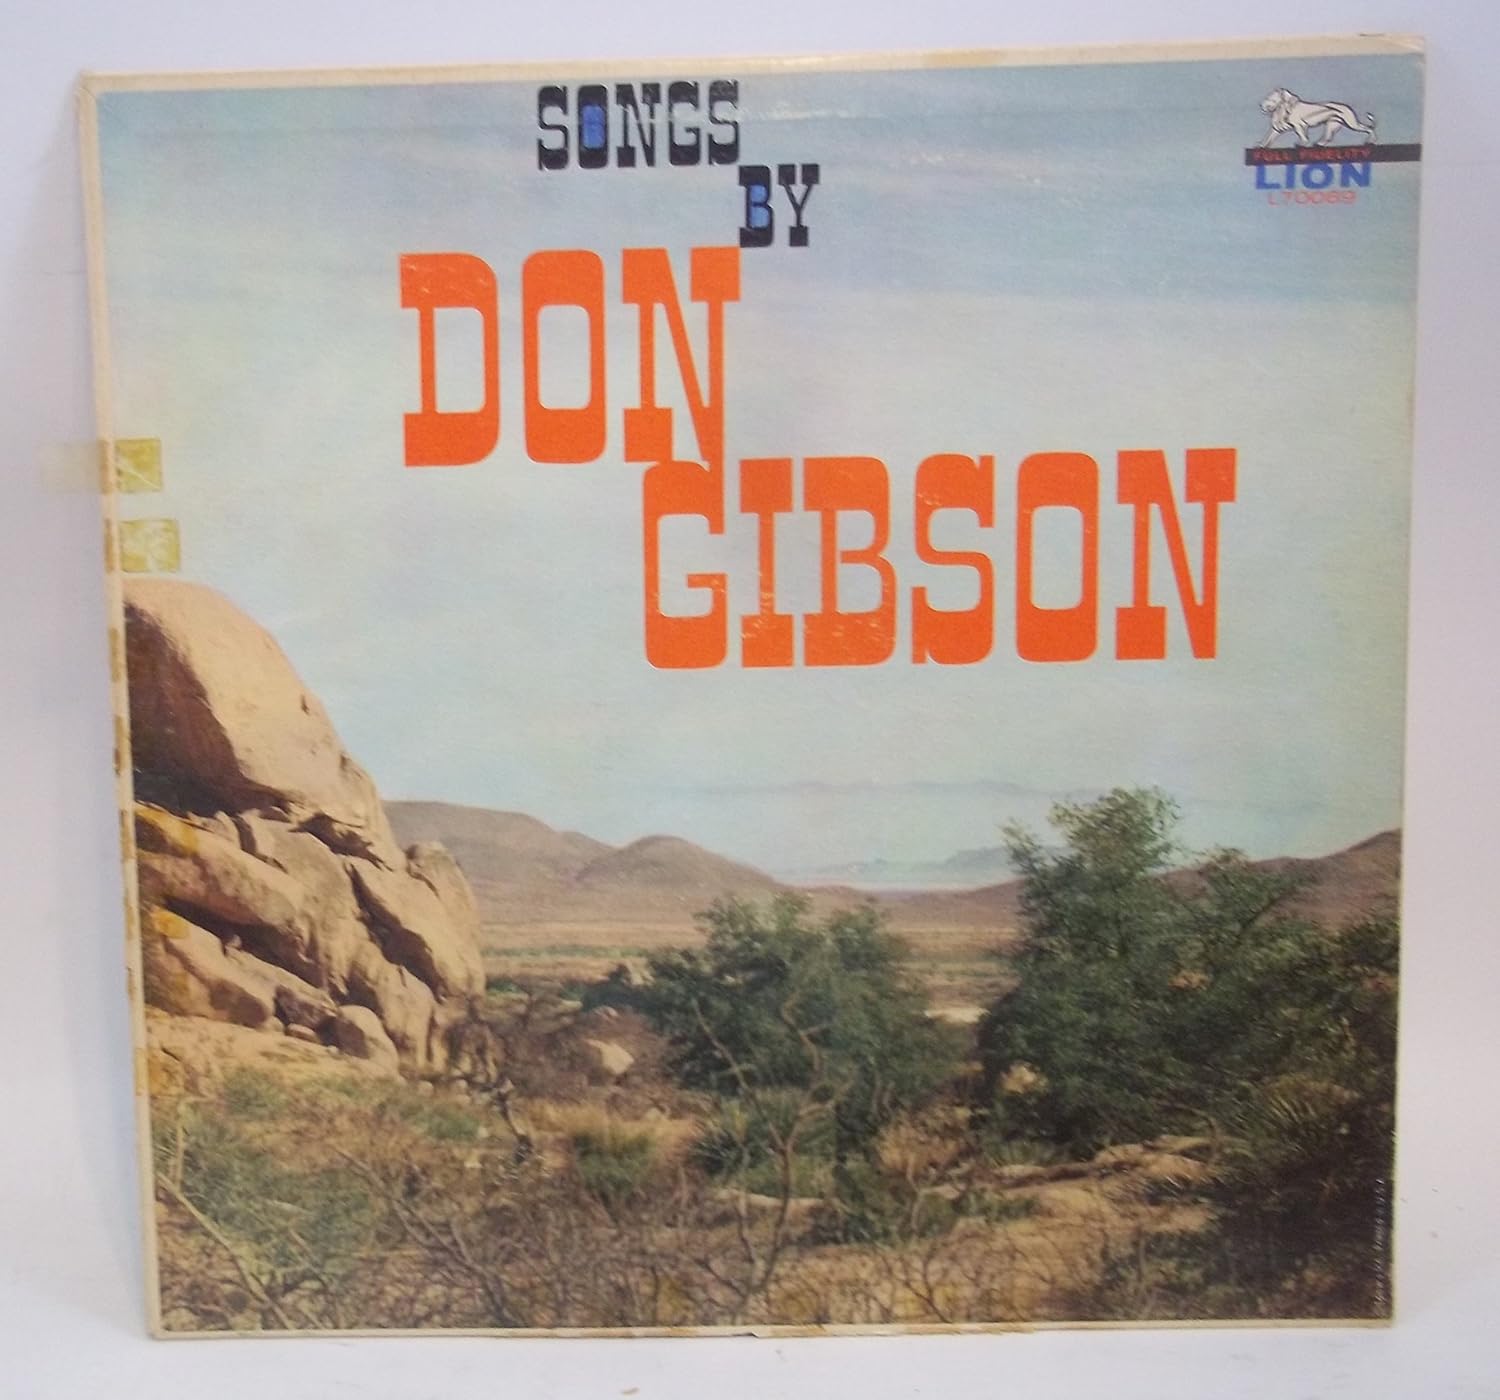 SONGS
BY
DON
GIBSON
FULL FIDELITY
LION
L70069